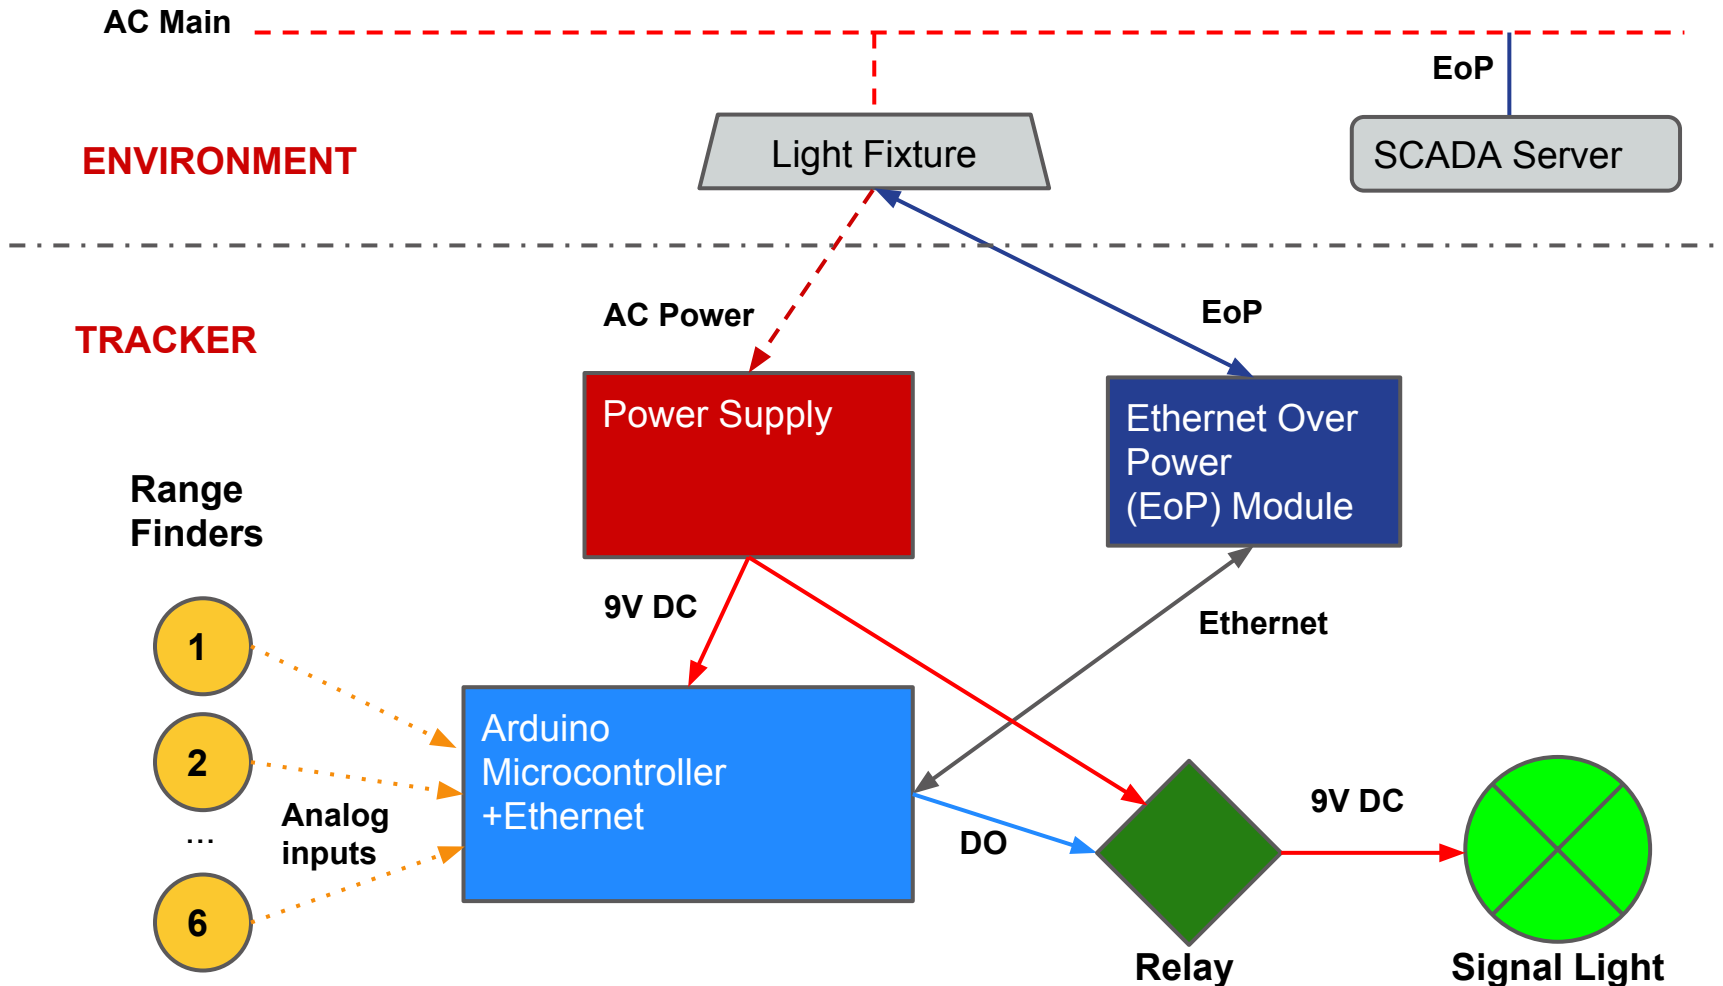 AC Main
EoP
Light Fixture
SCADA Server
ENVIRONMENT
AC Power
EoP
TRACKER
Power Supply
Ethernet Over
Power
(EoP) Module
Range
Finders
9V DC
Ethernet
1
2
...
6
Analog
inputs
Arduino
Microcontroller
+Ethernet
DO
9V DC
Relay
Signal Light